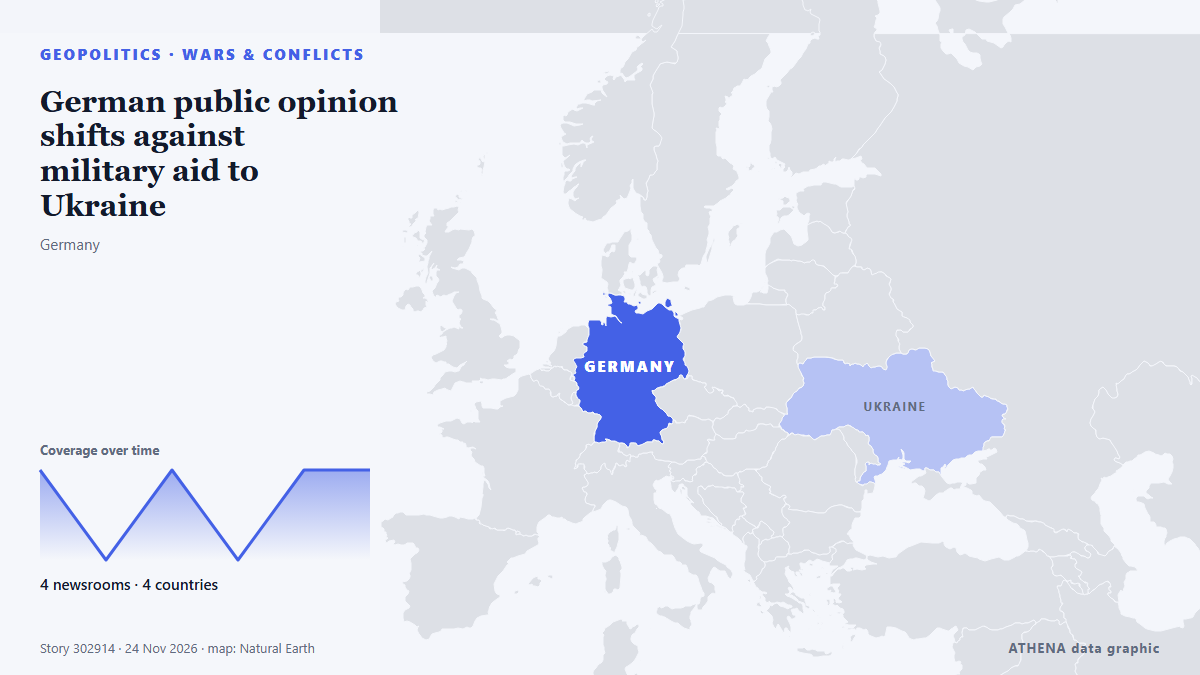 GEOPOLITICS · WARS & CONFLICTS
German public opinion
shifts against
military aid to
Ukraine
Germany
GERMANY
UKRAINE
Coverage over time
4 newsrooms · 4 countries
Story 302914 · 24 Nov 2026 · map: Natural Earth
ATHENA data graphic